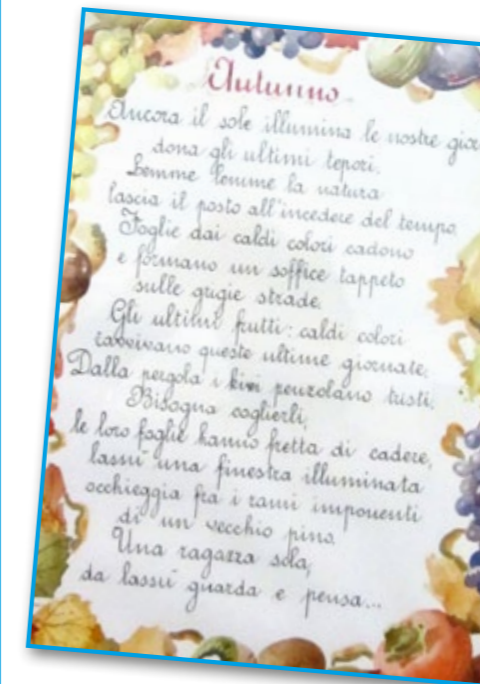 Autunno
Ancora il sole illumina le nostre gior
dona gli ultimi tepori.
Lemme lemme la natura
lascia il posto all'incedere del tempo.
Foglie dai caldi colori cadono
e formano un soffice tappeto
sulle grigie strade.
Gli ultimi frutti: caldi colori
ravvivano queste ultime giornate.
Dalla pergola i kiwi penzolano tristi.
Bisogna coglierli,
le loro foglie hanno fretta di cadere,
lassù una finestra illuminata
occhieggia fra i rami imponenti
di un vecchio pino.
Una ragazza sola,
da lassù guarda e pensa...